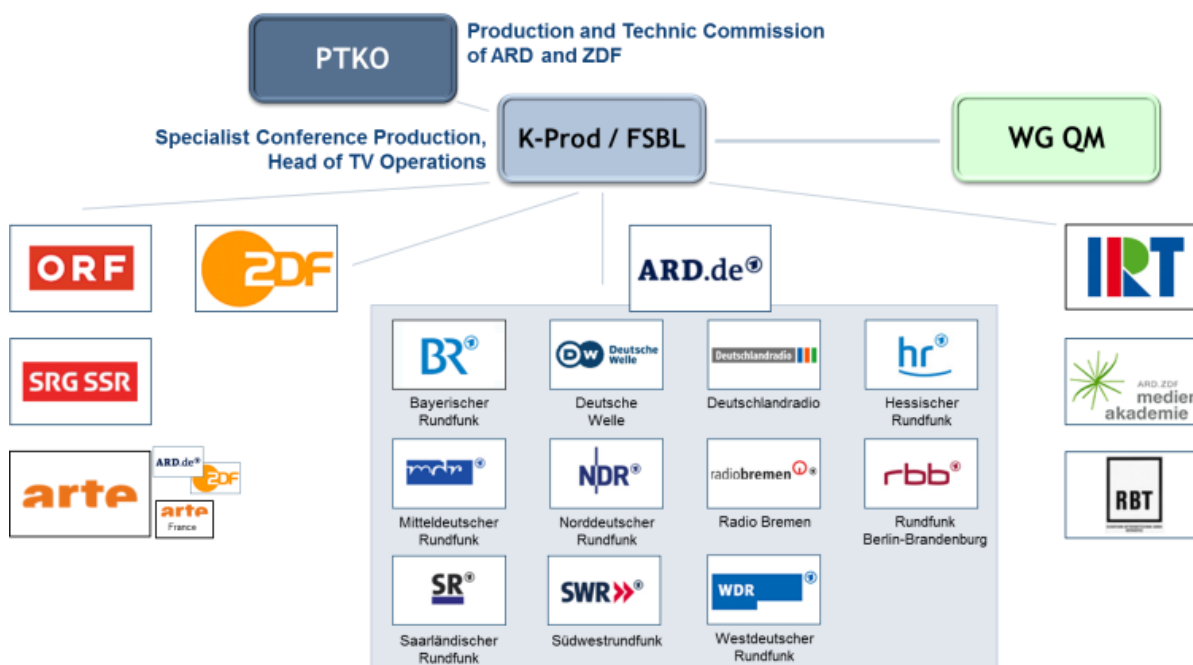 PTKO
Production and Technic Commission
of ARD and ZDF
Specialist Conference Production,
Head of TV Operations
K-Prod / FSBL
WG QM
ORF
ZDF
ARD.de
IRT
SRG SSR
arte
ARD.de
ZDF
arte
France
BR
Bayerischer
Rundfunk
DW Deutsche
Welle
Deutsche
Welle
Deutschlandradio
Deutschlandradio
hr
Hessischer
Rundfunk
ARD.ZDF
medien
akademie
mdr
Mitteldeutscher
Rundfunk
NDR
Norddeutscher
Rundfunk
radiobremen
Radio Bremen
rbb
Rundfunk
Berlin-Brandenburg
RBT
SR
Saarländischer
Rundfunk
SWR
Südwestrundfunk
WDR
Westdeutscher
Rundfunk